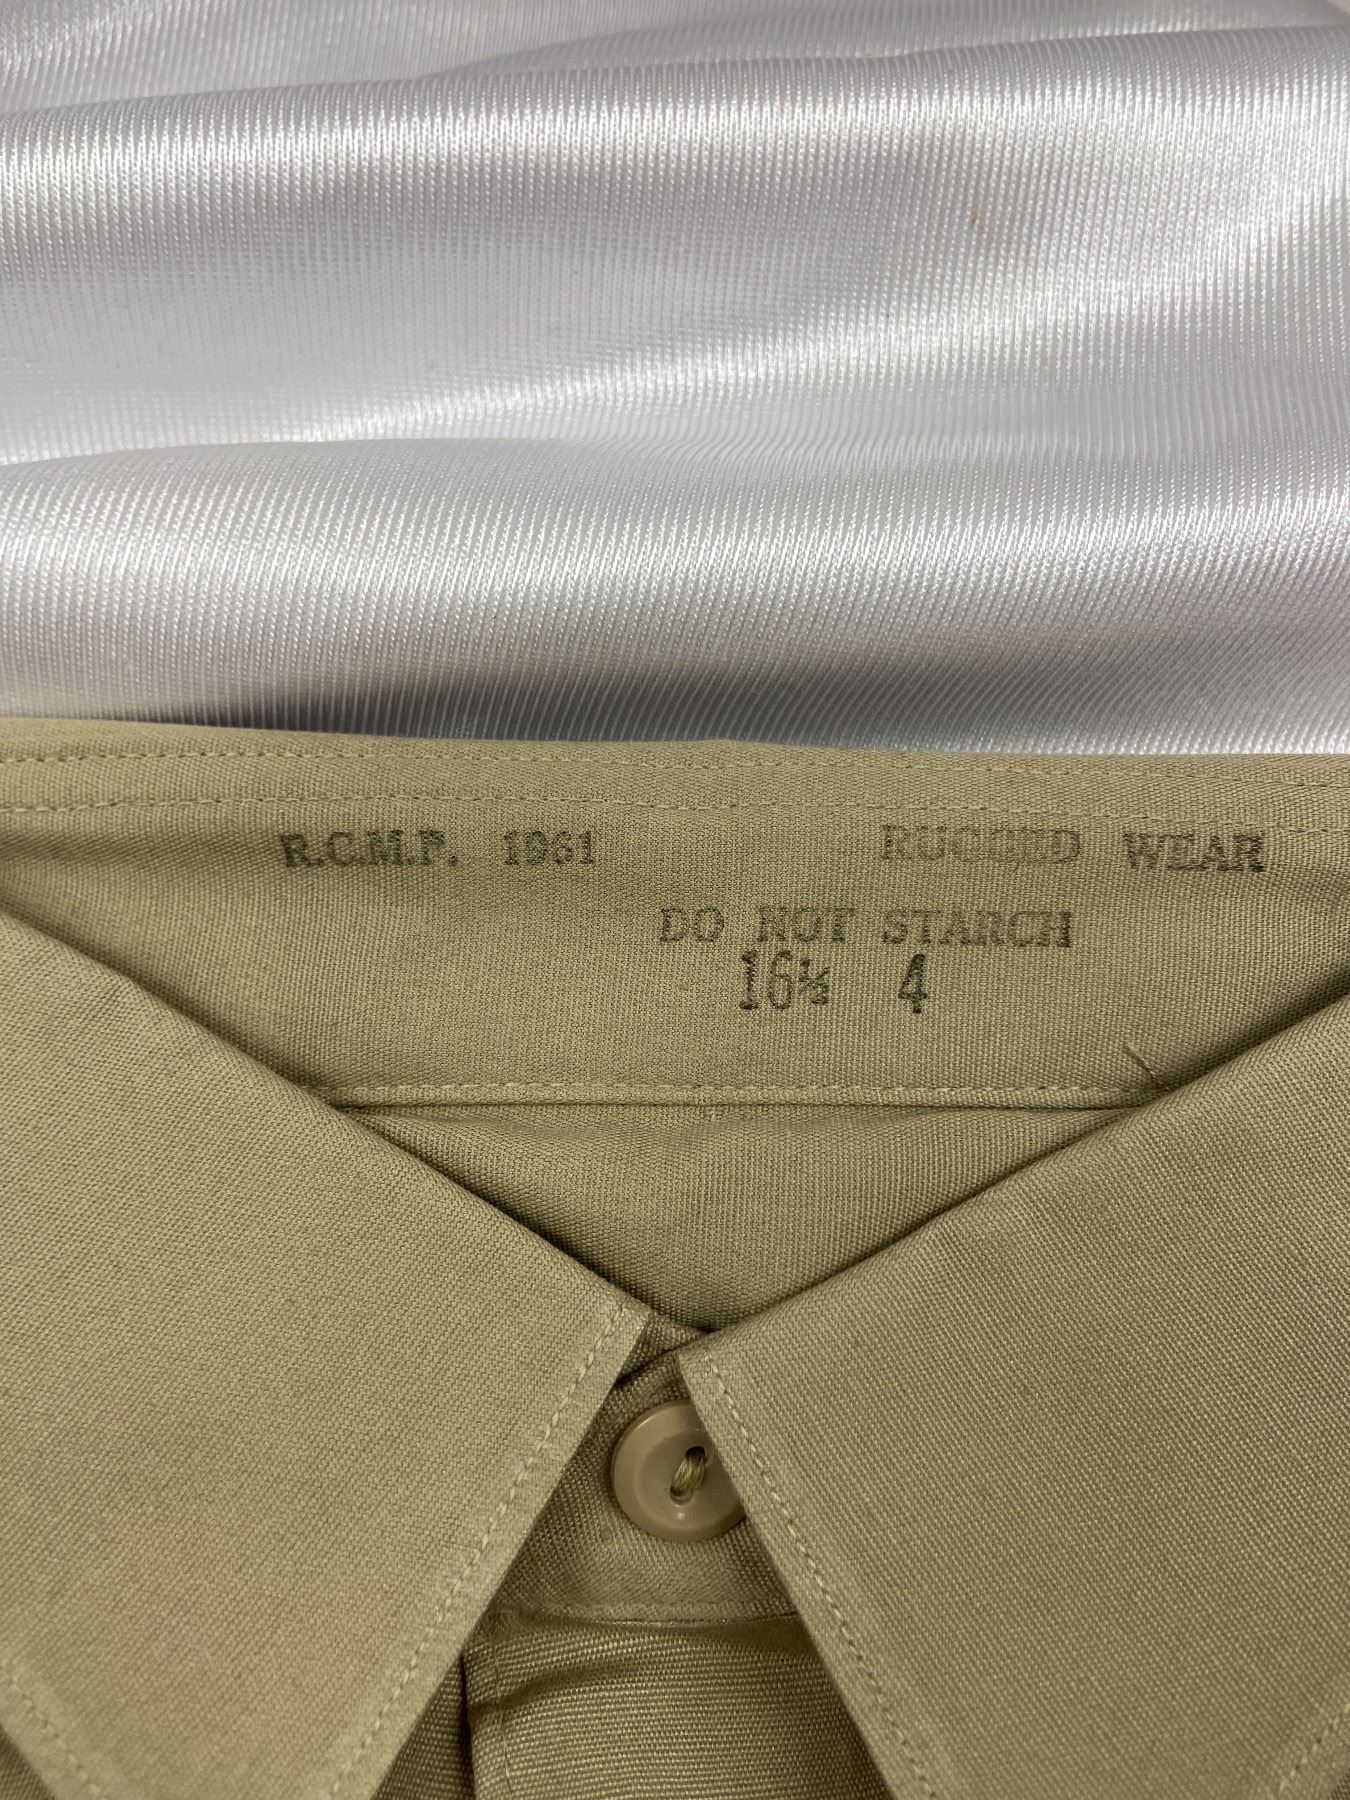 R.C.M.P. 1961 RUGGED WEAR
DO NOT STARCH
16½ 4